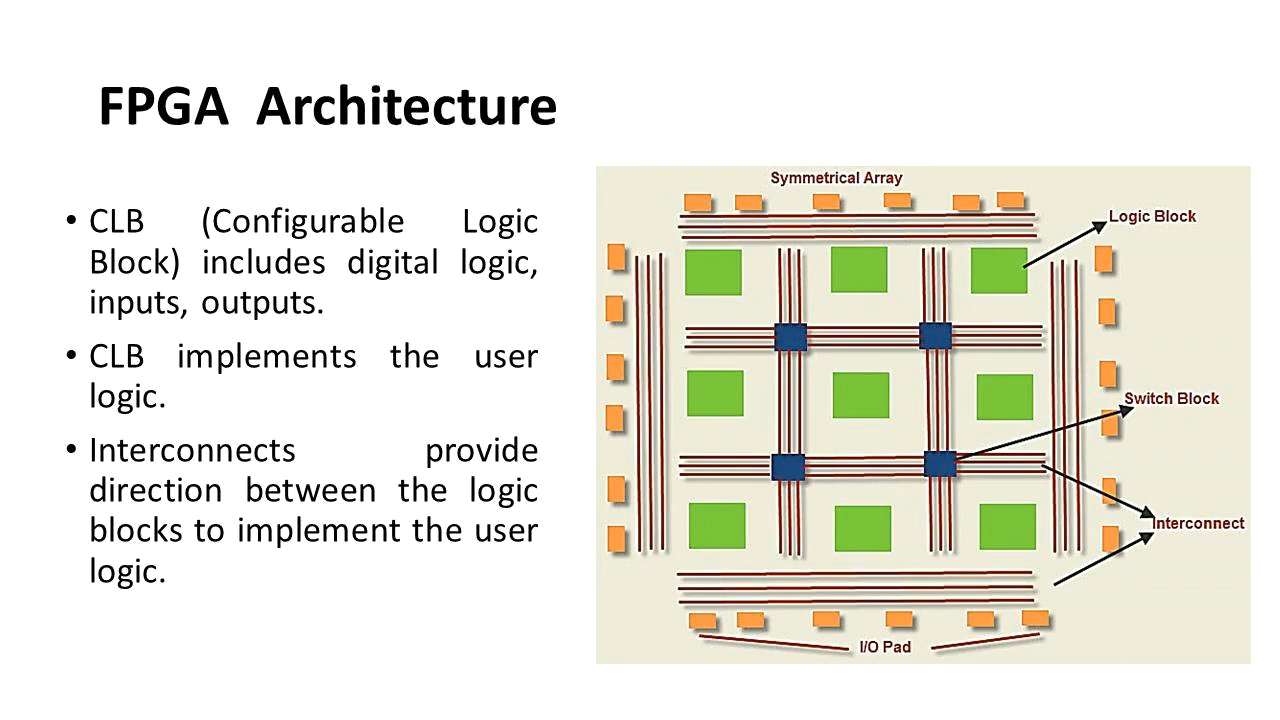 FPGA Architecture
• CLB (Configurable Logic
Block) includes digital logic,
inputs, outputs.
• CLB implements the user
logic.
• Interconnects provide
direction between the logic
blocks to implement the user
logic.
Symmetrical Array
Logic Block
Switch Block
Interconnect
I/O Pad